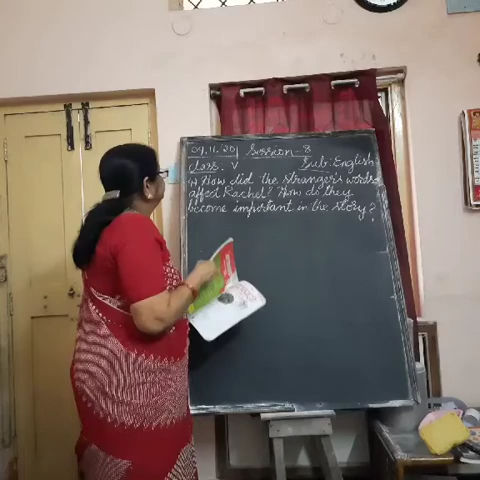 09.11.20 Session-8
Class. V Sub:English
Q How did the stranger's words
affect Rachel? How do they
become important in the story?